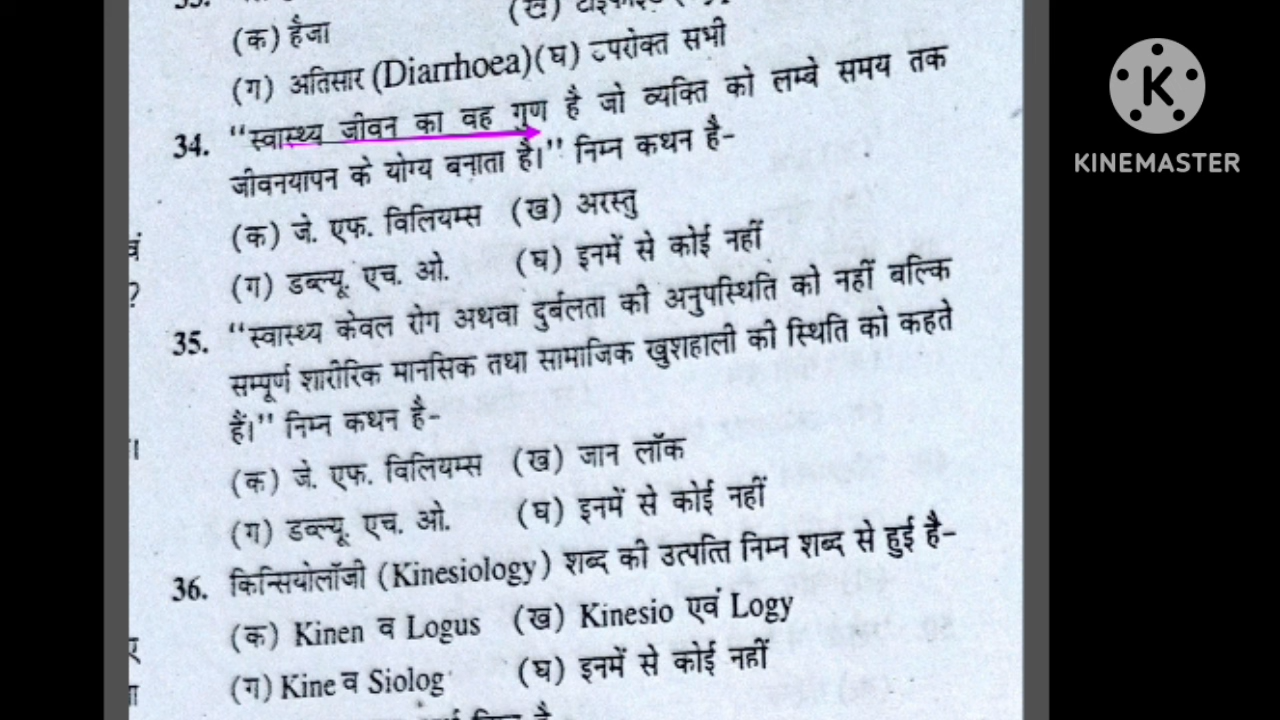 (क) हैजा
(ग) अतिसार (Diarrhoea) (घ) उपरोक्त सभी
34. "स्वास्थ्य जीवन का वह गुण है जो व्यक्ति को लम्बे समय तक
जीवनयापन के योग्य बनाता है।" निम्न कथन है-
(क) जे. एफ. विलियम्स (ख) अरस्तु
(ग) डब्ल्यू. एच. ओ. (घ) इनमें से कोई नहीं
35. "स्वास्थ्य केवल रोग अथवा दुर्बलता की अनुपस्थिति को नहीं बल्कि
सम्पूर्ण शारीरिक मानसिक तथा सामाजिक खुशहाली की स्थिति को कहते
हैं।" निम्न कथन है-
(क) जे. एफ. विलियम्स (ख) जान लॉक
(ग) डब्ल्यू. एच. ओ. (घ) इनमें से कोई नहीं
36. किन्सियोलॉजी (Kinesiology) शब्द की उत्पत्ति निम्न शब्द से हुई है-
(क) Kinen व Logus (ख) Kinesio एवं Logy
(ग) Kine व Siolog (घ) इनमें से कोई नहीं
K
KINEMASTER